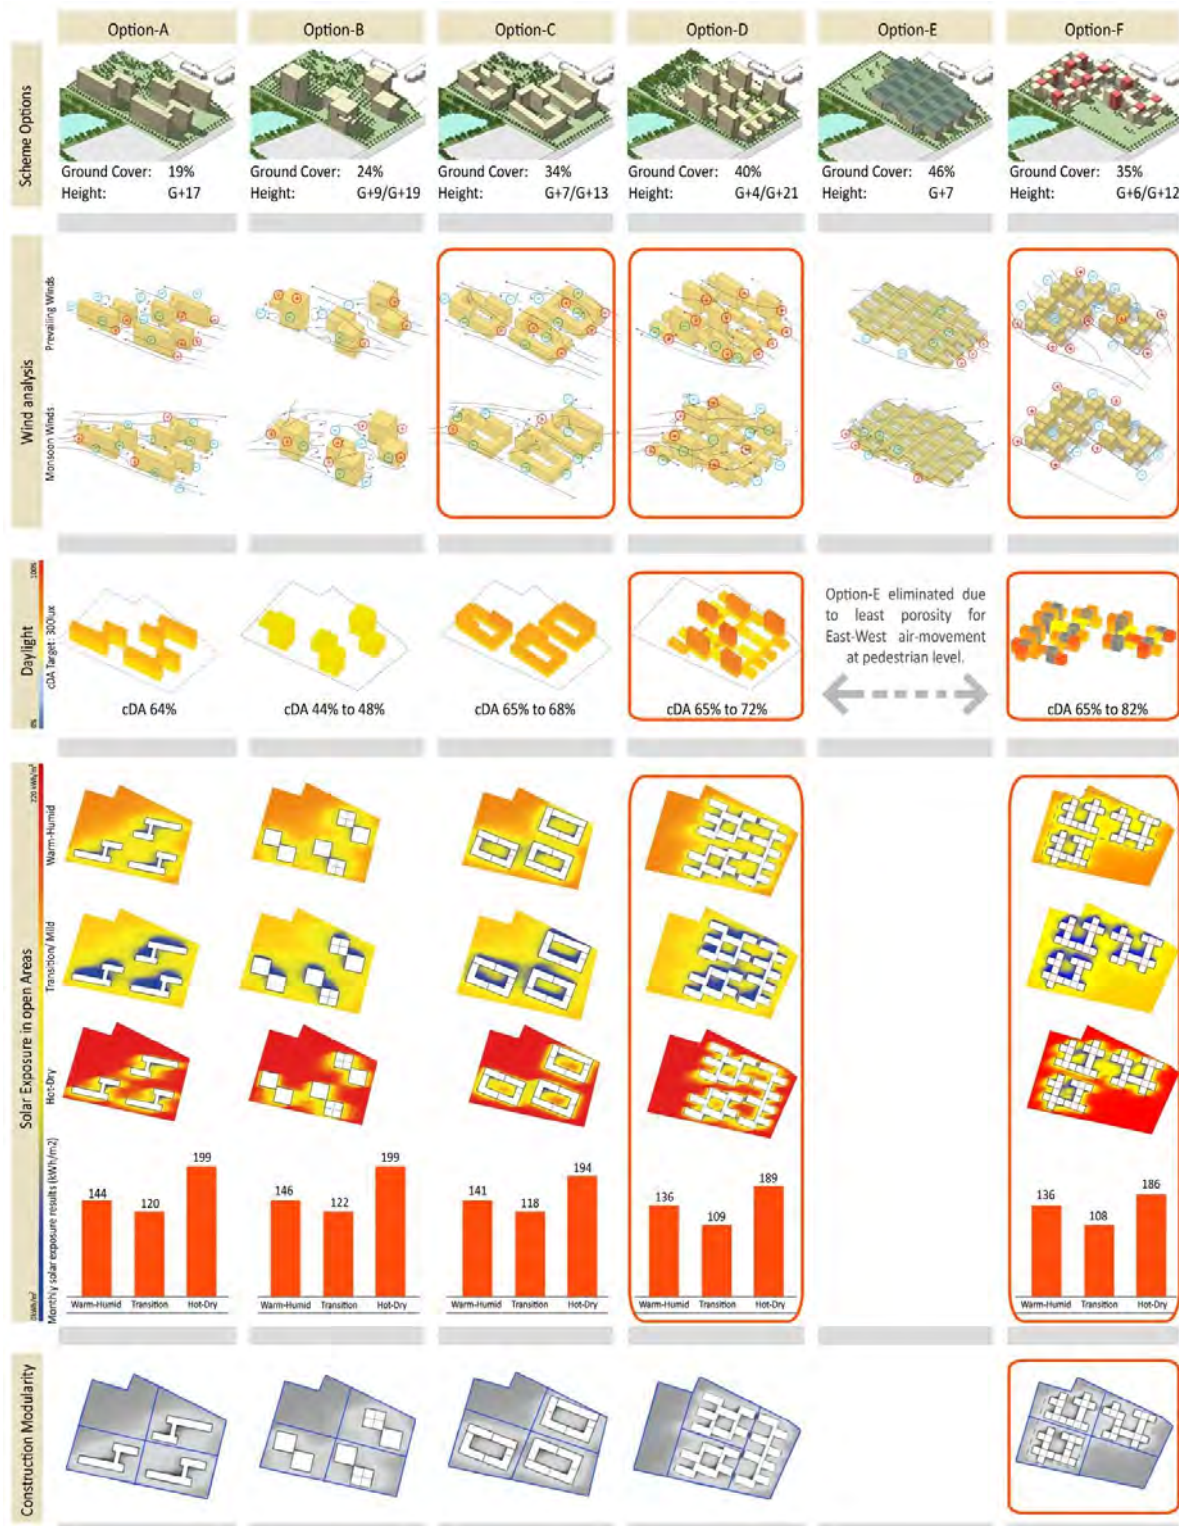 Option-A
Option-B
Option-C
Option-D
Option-E
Option-F
Scheme Options
Ground Cover: 19%
Height: G+17
Ground Cover: 24%
Height: G+9/G+19
Ground Cover: 34%
Height: G+7/G+13
Ground Cover: 40%
Height: G+4/G+21
Ground Cover: 46%
Height: G+7
Ground Cover: 35%
Height: G+6/G+12
Wind analysis
Prevailing Winds
Monsoon Winds
Daylight
cDA Target: 300lux
100%
0%
cDA 64%
cDA 44% to 48%
cDA 65% to 68%
cDA 65% to 72%
Option-E eliminated due
to least porosity for
East-West air-movement
at pedestrian level.
cDA 65% to 82%
Solar Exposure in open Areas
220 kWh/m²
0kWh/m²
Warm-Humid
Transition/ Mild
Hot-Dry
Monthly solar exposure results (kWh/m2)
144
120
199
Warm-Humid Transition Hot-Dry
146
122
199
Warm-Humid Transition Hot-Dry
141
118
194
Warm-Humid Transition Hot-Dry
136
109
189
Warm-Humid Transition Hot-Dry
136
108
186
Warm-Humid Transition Hot-Dry
Construction Modularity